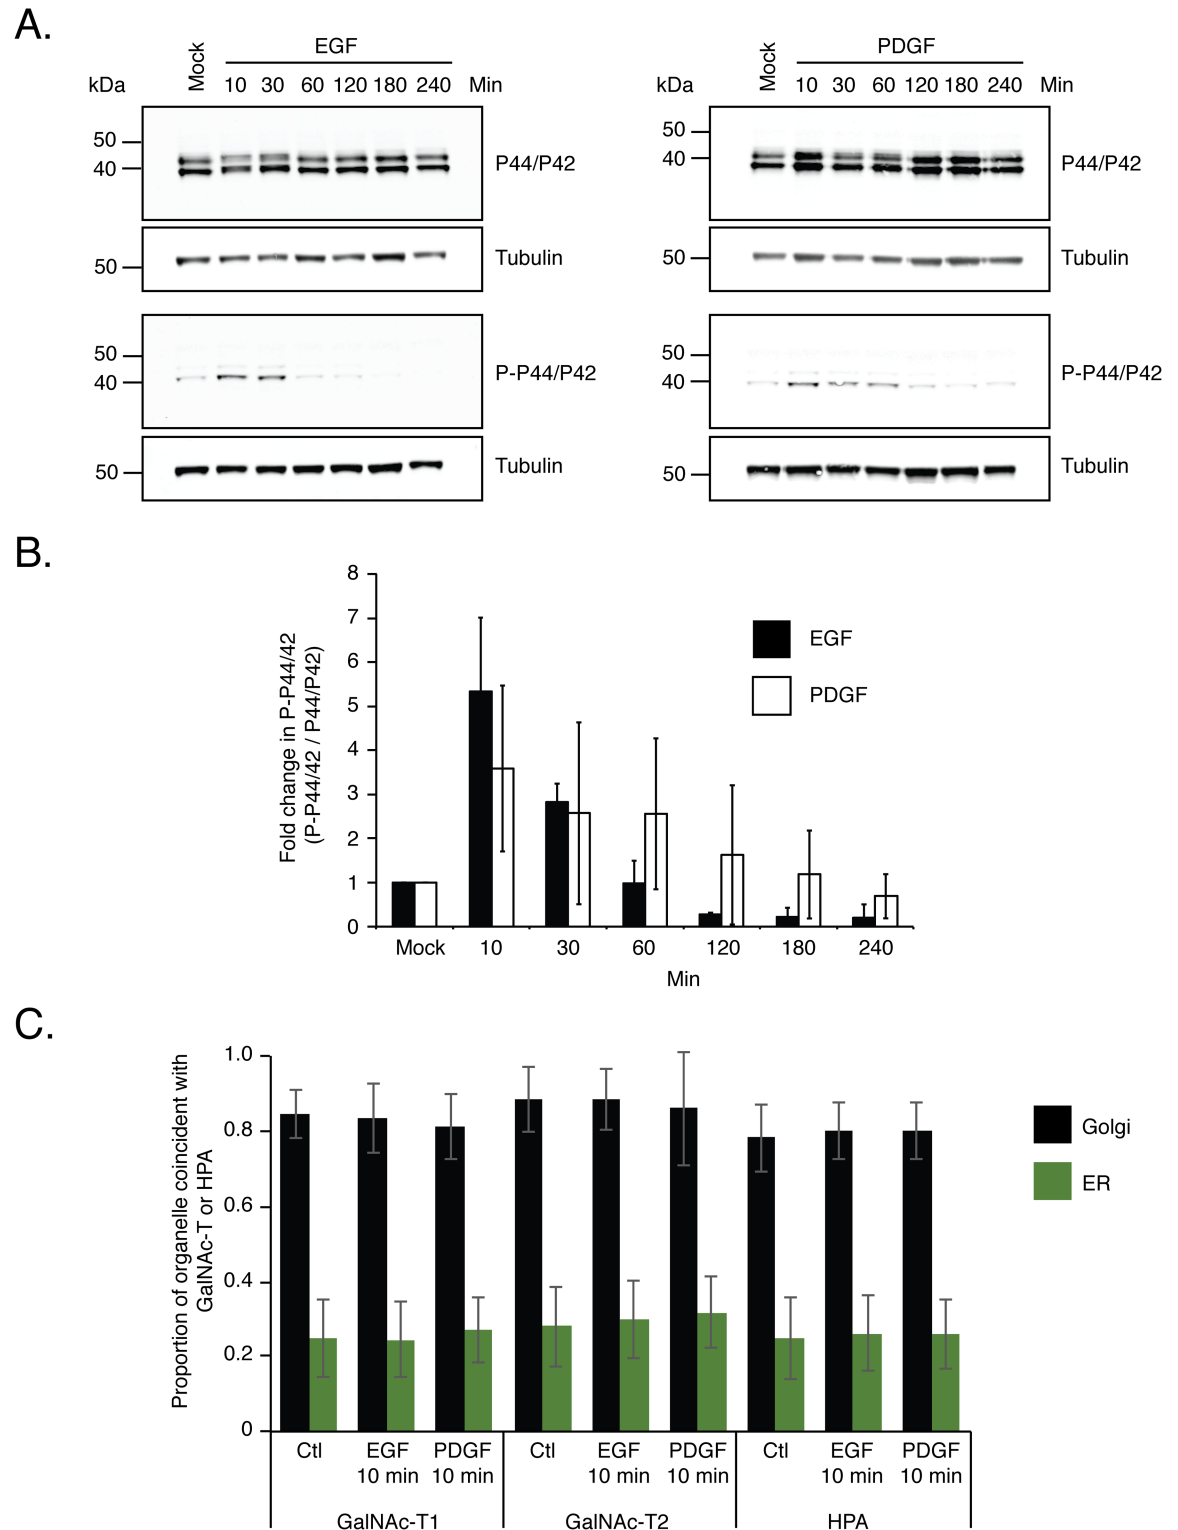 A.
EGF
PDGF
Mock
Mock
kDa
10 30 60 120 180 240 Min
kDa
10 30 60 120 180 240 Min
50
40
P44/P42
50
40
P44/P42
50
Tubulin
50
Tubulin
50
40
P-P44/P42
50
40
P-P44/P42
50
Tubulin
50
Tubulin
B.
Fold change in P-P44/42
(P-P44/42 / P44/P42)
8
7
6
5
4
3
2
1
0
EGF
PDGF
Mock 10 30 60 120 180 240
Min
C.
Proportion of organelle coincident with
GalNAc-T or HPA
1.0
0.8
0.6
0.4
0.2
0
Golgi
ER
Ctl EGF PDGF Ctl EGF PDGF Ctl EGF PDGF
10 min 10 min 10 min 10 min 10 min 10 min
GalNAc-T1 GalNAc-T2 HPA